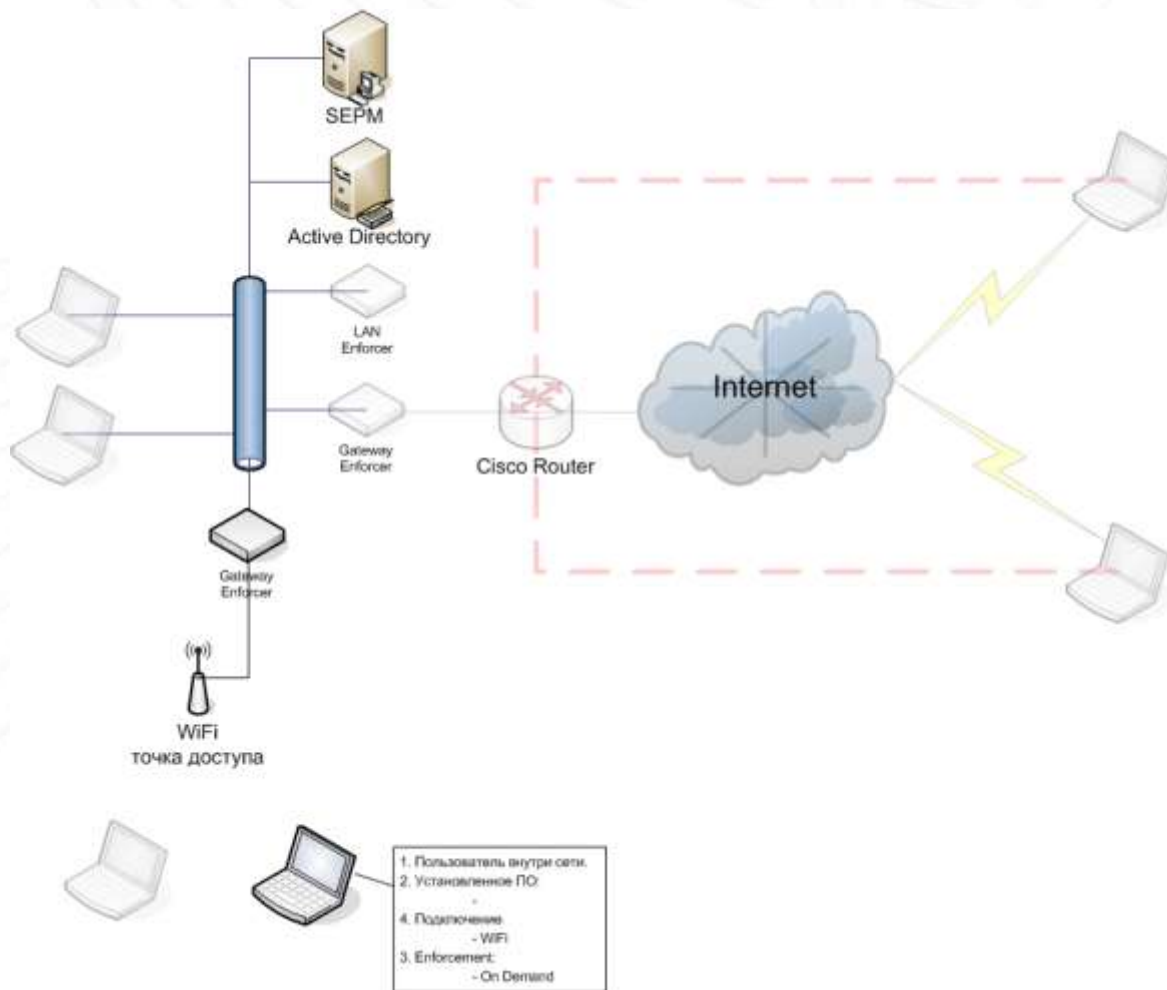 SEPM
Active Directory
LAN
Enforcer
Gateway
Enforcer
Cisco Router
Internet
Gateway
Enforcer
WiFi
точка доступа
1. Пользователь внутри сети.
2. Установленное ПО:
-
4. Подключение
- WiFi
3. Enforcement:
- On Demand